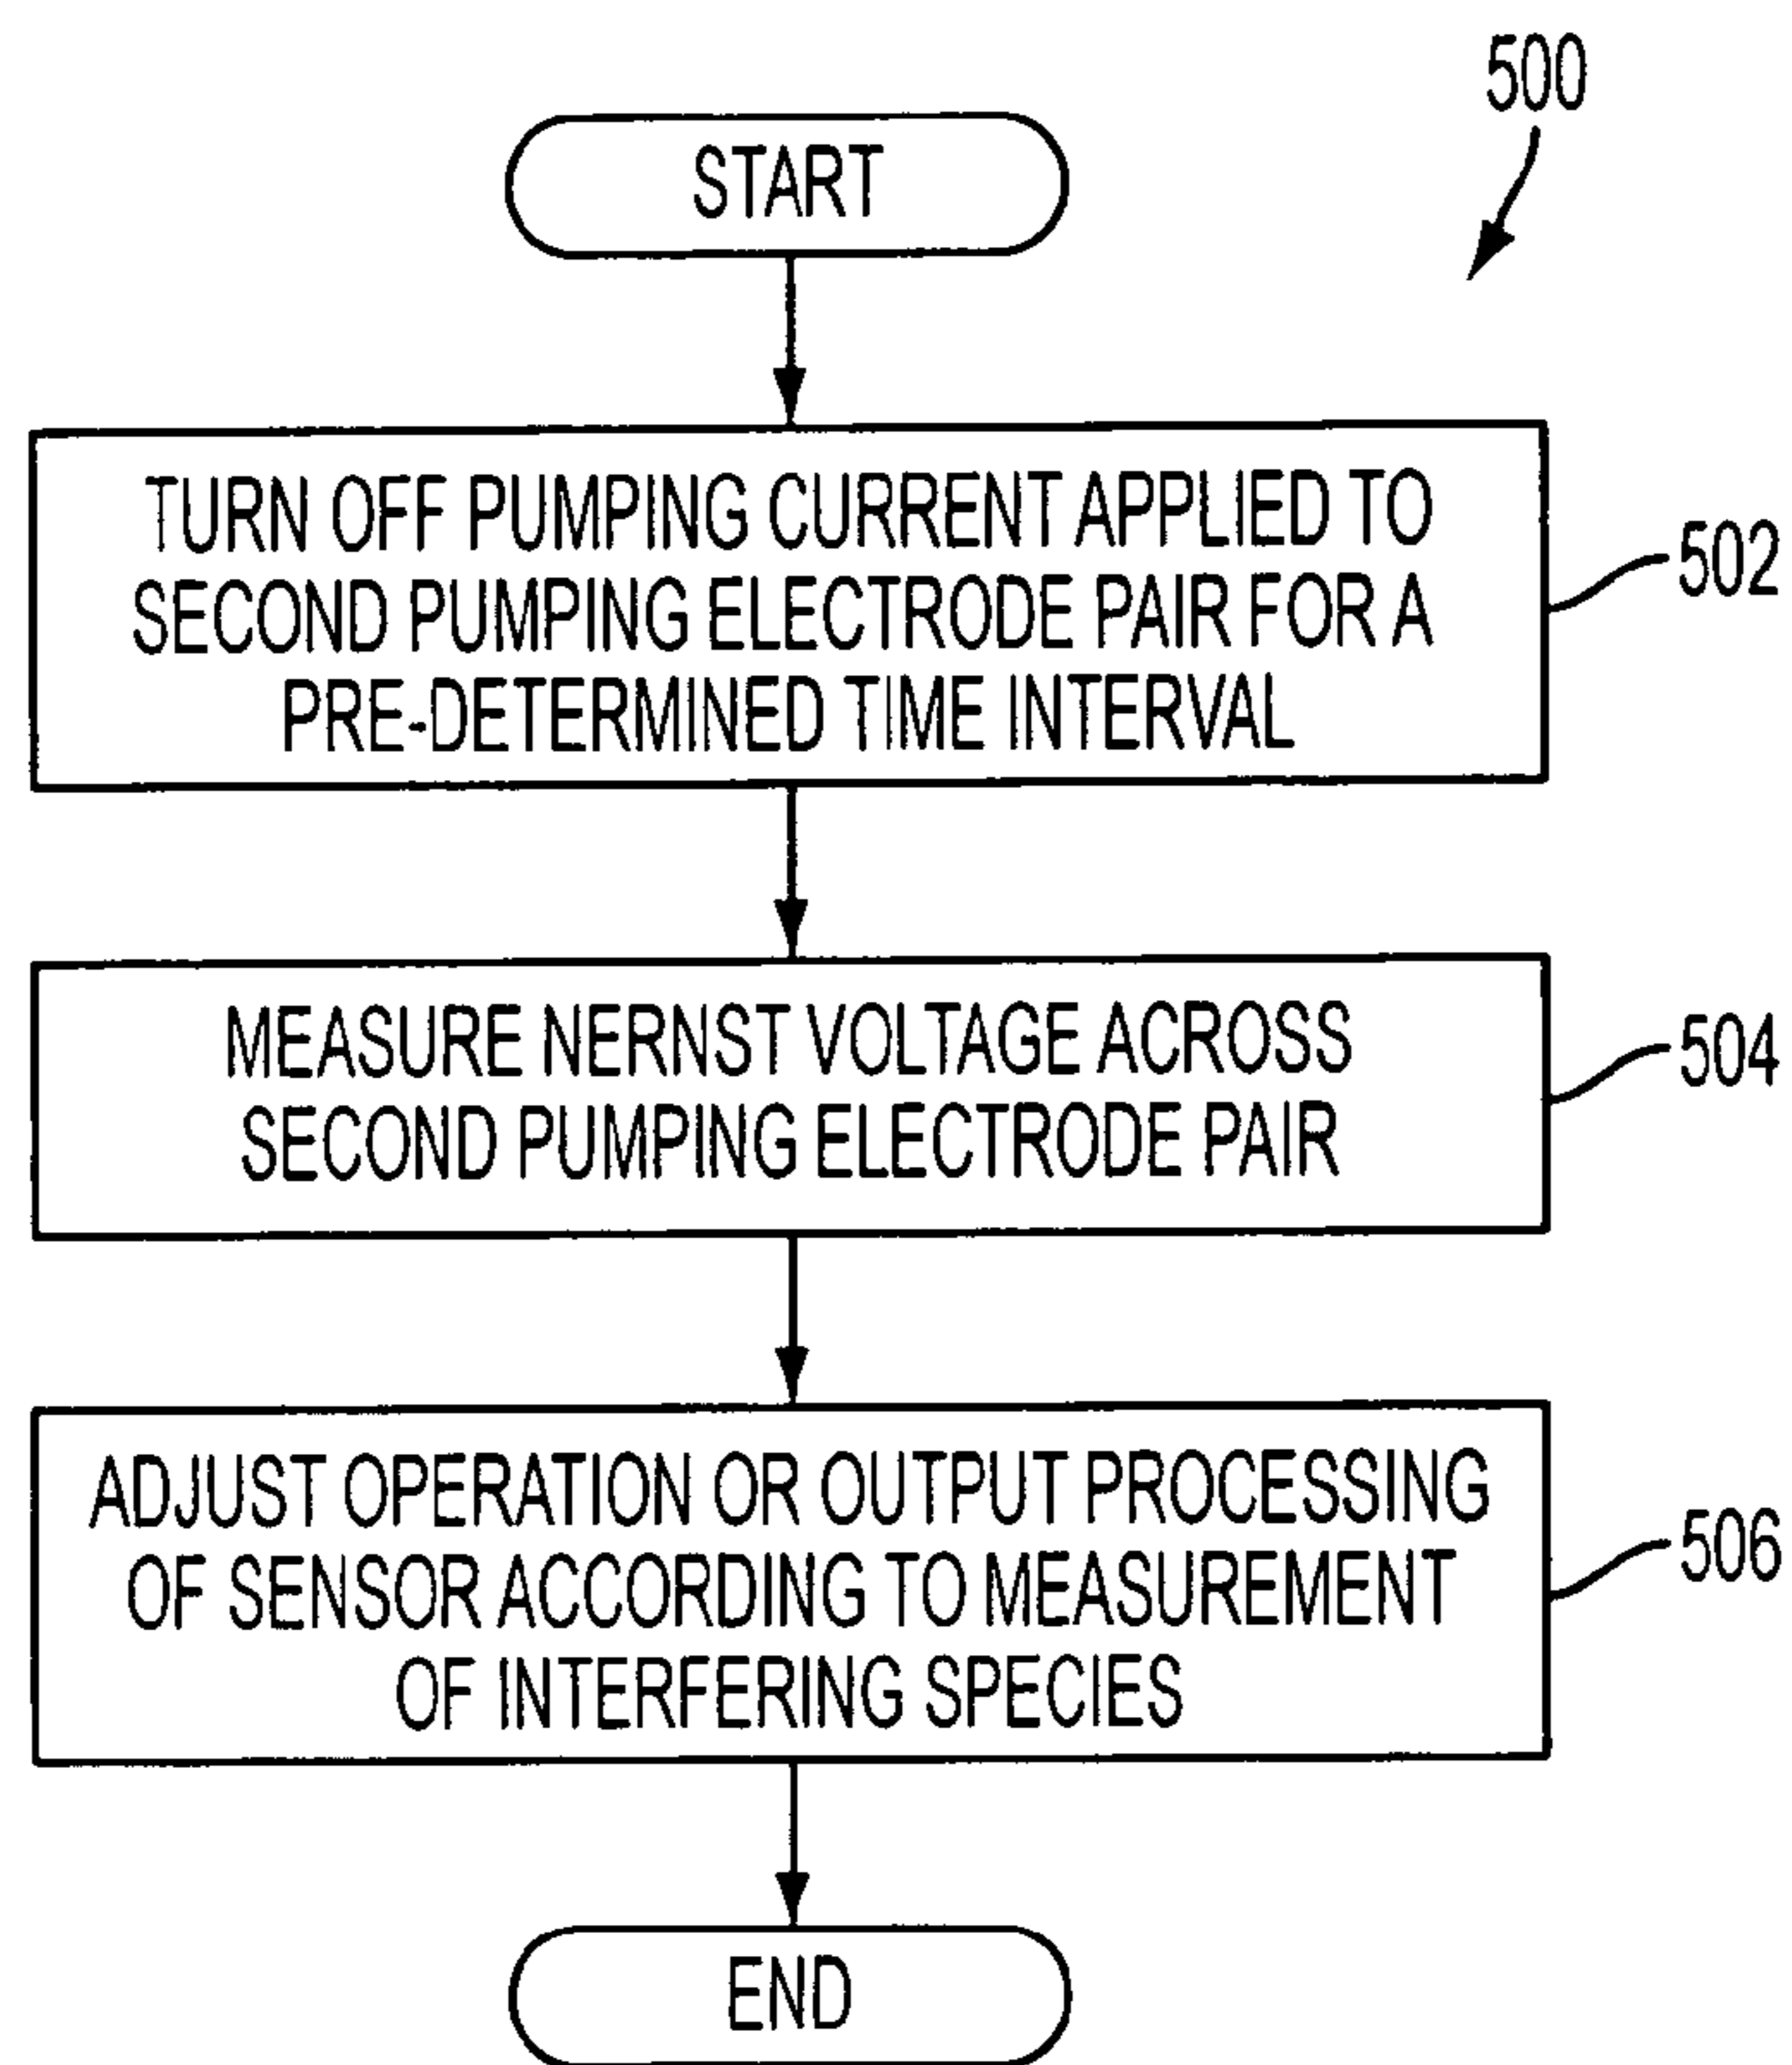 500
START
TURN OFF PUMPING CURRENT APPLIED TO
SECOND PUMPING ELECTRODE PAIR FOR A
PRE-DETERMINED TIME INTERVAL
502
MEASURE NERNST VOLTAGE ACROSS
SECOND PUMPING ELECTRODE PAIR
504
ADJUST OPERATION OR OUTPUT PROCESSING
OF SENSOR ACCORDING TO MEASUREMENT
OF INTERFERING SPECIES
506
END